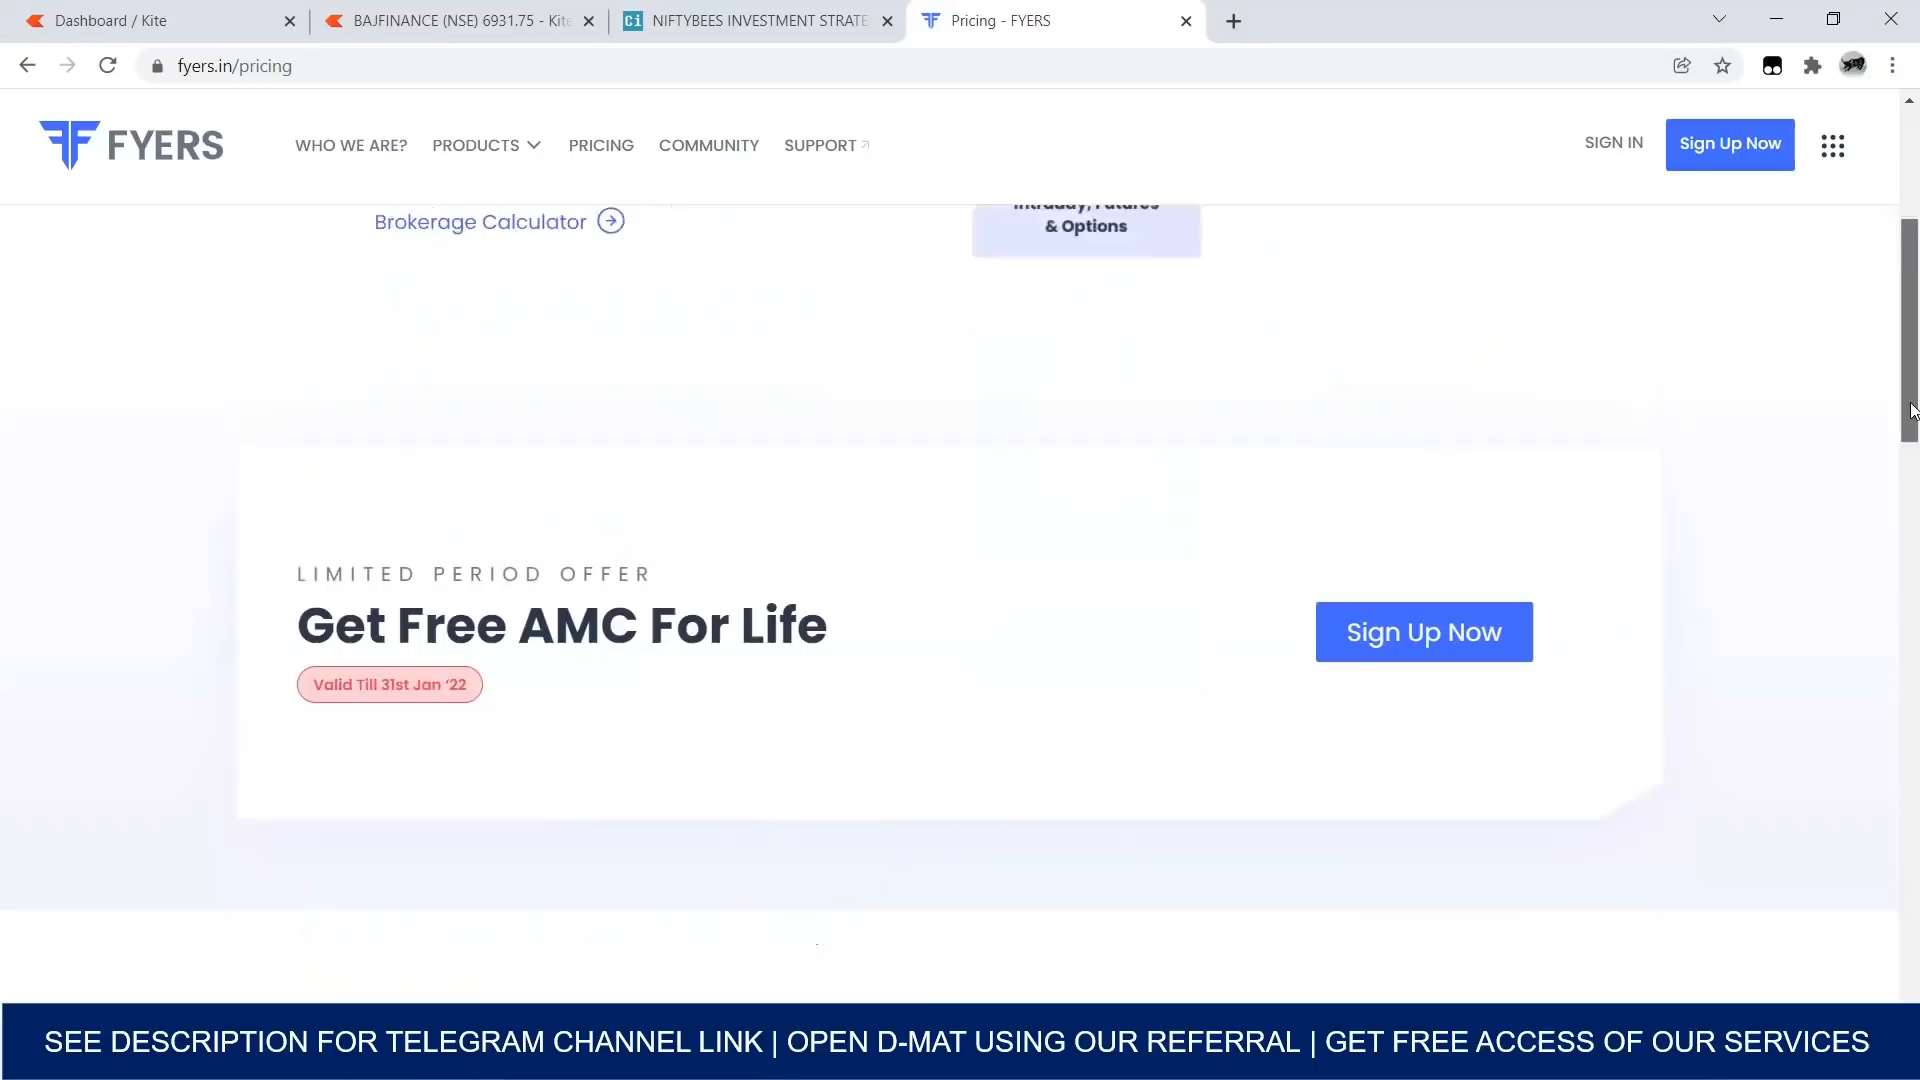 Dashboard / Kite
BAJFINANCE (NSE) 6931.75 - Kite
Ci NIFTYBEES INVESTMENT STRATE
Pricing - FYERS
fyers.in/pricing
FYERS
WHO WE ARE?
PRODUCTS
PRICING
COMMUNITY
SUPPORT
SIGN IN
Sign Up Now
Brokerage Calculator
Intraday, Futures
& Options
LIMITED PERIOD OFFER
Get Free AMC For Life
Valid Till 31st Jan ‘22
Sign Up Now
SEE DESCRIPTION FOR TELEGRAM CHANNEL LINK | OPEN D-MAT USING OUR REFERRAL | GET FREE ACCESS OF OUR SERVICES